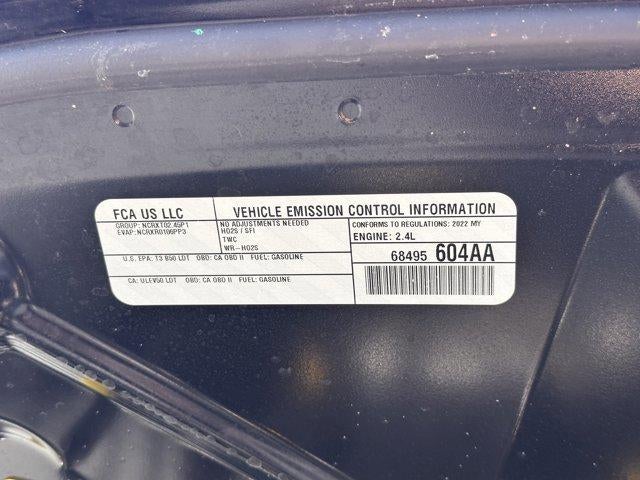 FCA US LLC
GROUP: NCRXT02.45P1
EVAP: NCRXR0106PP3
VEHICLE EMISSION CONTROL INFORMATION
NO ADJUSTMENTS NEEDED
HO2S / SFI
TWC
WR-HO2S
CONFORMS TO REGULATIONS: 2022 MY
ENGINE: 2.4L
U.S. EPA: T3 B50 LDT OBD: CA OBD II FUEL: GASOLINE
68495 604AA
CA: ULEV50 LDT OBD: CA OBD II FUEL: GASOLINE